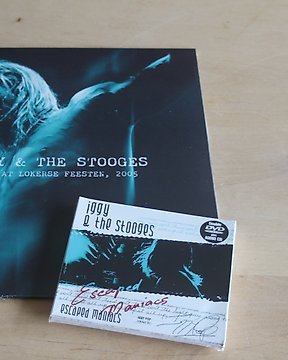 & THE STOOGES
AT LOKERSE FEESTEN, 2005
iggy
& the stooges
DVD
Escaped
Maniacs
escaped maniacs